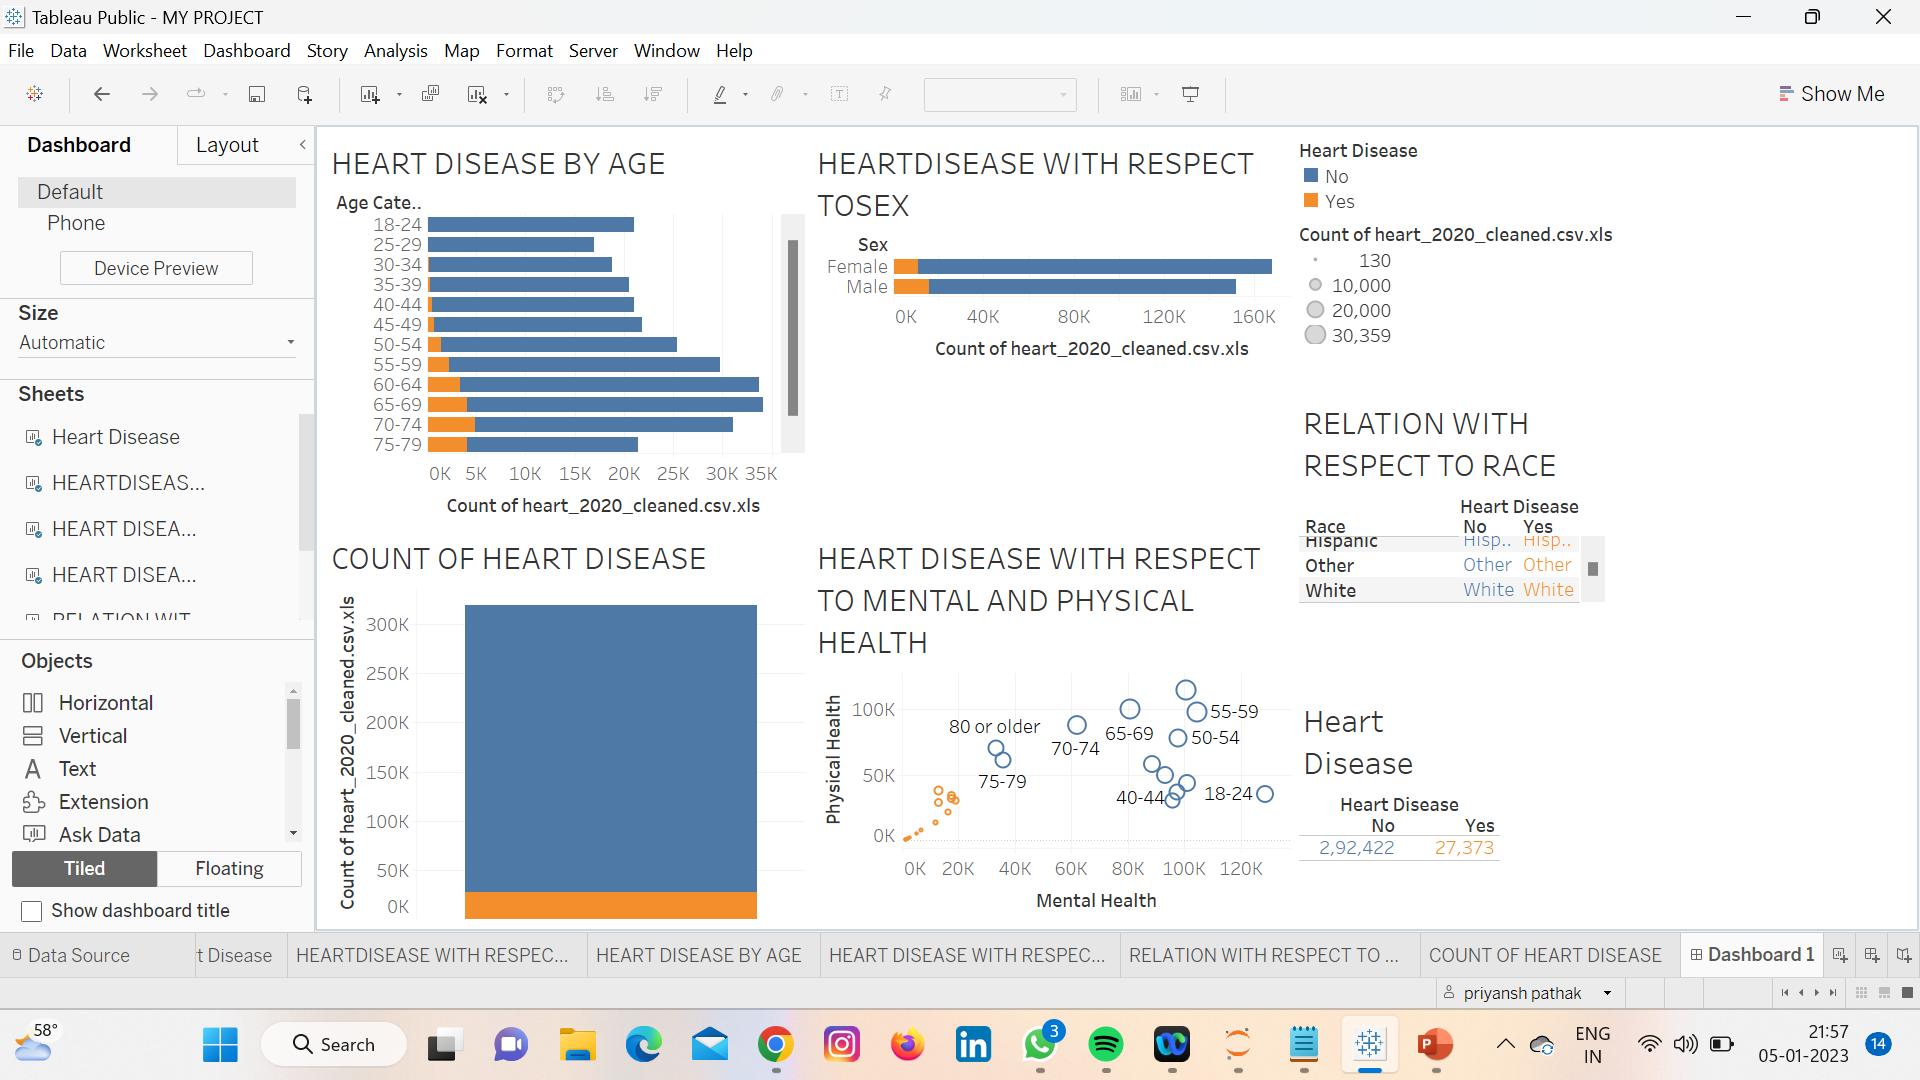 Tableau Public - MY PROJECT
File Data Worksheet Dashboard Story Analysis Map Format Server Window Help
Show Me
Dashboard
Layout
Default
Phone
Device Preview
Size
Automatic
Sheets
Heart Disease
HEARTDISEAS...
HEART DISEA...
HEART DISEA...
RELATION WIT
Objects
Horizontal
Vertical
Text
Extension
Ask Data
Tiled
Floating
Show dashboard title
HEART DISEASE BY AGE
Age Cate..
18-24
25-29
30-34
35-39
40-44
45-49
50-54
55-59
60-64
65-69
70-74
75-79
0K 5K 10K 15K 20K 25K 30K 35K
Count of heart_2020_cleaned.csv.xls
HEARTDISEASE WITH RESPECT
TOSEX
Sex
Female
Male
0K 40K 80K 120K 160K
Count of heart_2020_cleaned.csv.xls
Heart Disease
No
Yes
Count of heart_2020_cleaned.csv.xls
130
10,000
20,000
30,359
RELATION WITH
RESPECT TO RACE
Heart Disease
Race No Yes
Hispanic Hisp.. Hisp..
Other Other Other
White White White
COUNT OF HEART DISEASE
Count of heart_2020_cleaned.csv.xls
300K
250K
200K
150K
100K
50K
0K
HEART DISEASE WITH RESPECT
TO MENTAL AND PHYSICAL
HEALTH
Physical Health
100K
50K
0K
80 or older
75-79
70-74
65-69
55-59
50-54
40-44
18-24
0K 20K 40K 60K 80K 100K 120K
Mental Health
Heart
Disease
Heart Disease
No Yes
2,92,422 27,373
Data Source
t Disease
HEARTDISEASE WITH RESPEC...
HEART DISEASE BY AGE
HEART DISEASE WITH RESPEC...
RELATION WITH RESPECT TO ...
COUNT OF HEART DISEASE
Dashboard 1
priyansh pathak
58°
Search
3
ENG
IN
21:57
05-01-2023
14